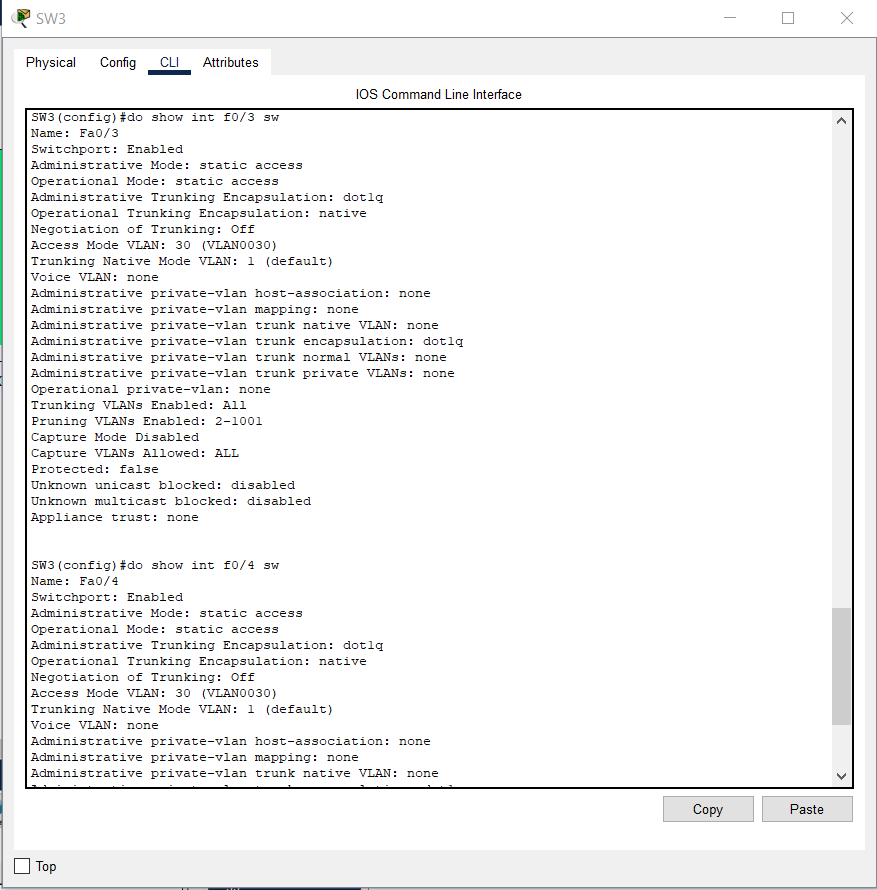 SW3
Physical Config CLI Attributes
IOS Command Line Interface
SW3(config)#do show int f0/3 sw
Name: Fa0/3
Switchport: Enabled
Administrative Mode: static access
Operational Mode: static access
Administrative Trunking Encapsulation: dot1q
Operational Trunking Encapsulation: native
Negotiation of Trunking: Off
Access Mode VLAN: 30 (VLAN0030)
Trunking Native Mode VLAN: 1 (default)
Voice VLAN: none
Administrative private-vlan host-association: none
Administrative private-vlan mapping: none
Administrative private-vlan trunk native VLAN: none
Administrative private-vlan trunk encapsulation: dot1q
Administrative private-vlan trunk normal VLANs: none
Administrative private-vlan trunk private VLANs: none
Operational private-vlan: none
Trunking VLANs Enabled: All
Pruning VLANs Enabled: 2-1001
Capture Mode Disabled
Capture VLANs Allowed: ALL
Protected: false
Unknown unicast blocked: disabled
Unknown multicast blocked: disabled
Appliance trust: none
SW3(config)#do show int f0/4 sw
Name: Fa0/4
Switchport: Enabled
Administrative Mode: static access
Operational Mode: static access
Administrative Trunking Encapsulation: dot1q
Operational Trunking Encapsulation: native
Negotiation of Trunking: Off
Access Mode VLAN: 30 (VLAN0030)
Trunking Native Mode VLAN: 1 (default)
Voice VLAN: none
Administrative private-vlan host-association: none
Administrative private-vlan mapping: none
Administrative private-vlan trunk native VLAN: none
Copy Paste
Top